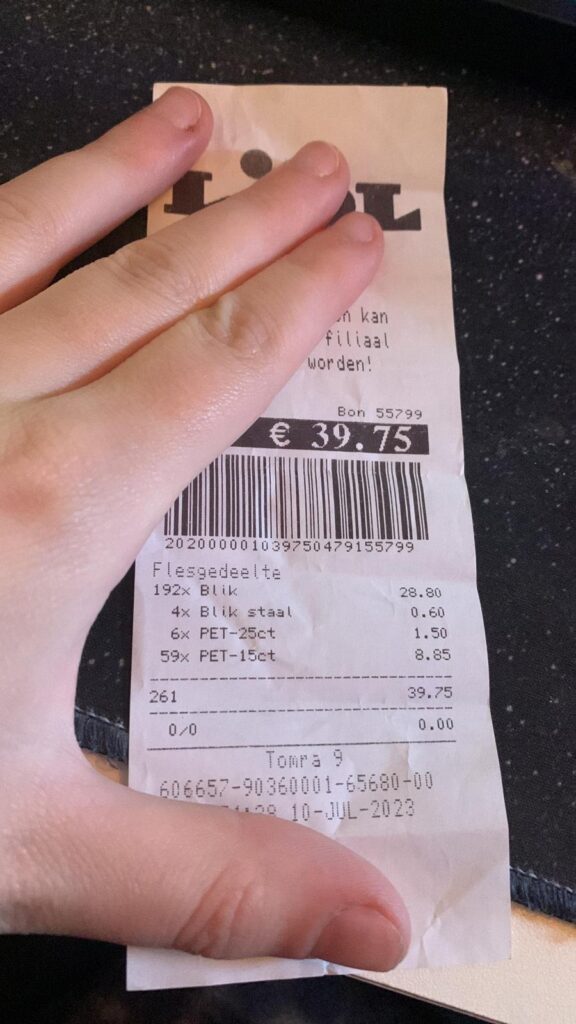 LiDL
kan
filiaal
worden!
Bon 55799
€ 39.75
2020000010397504791557​99
Flesgedeelte
192x Blik 28.80
4x Blik staal 0.60
6x PET-25ct 1.50
59x PET-15ct 8.85
261 39.75
0/0 0.00
Tomra 9
606657-90360001-65680-00
10-JUL-2023